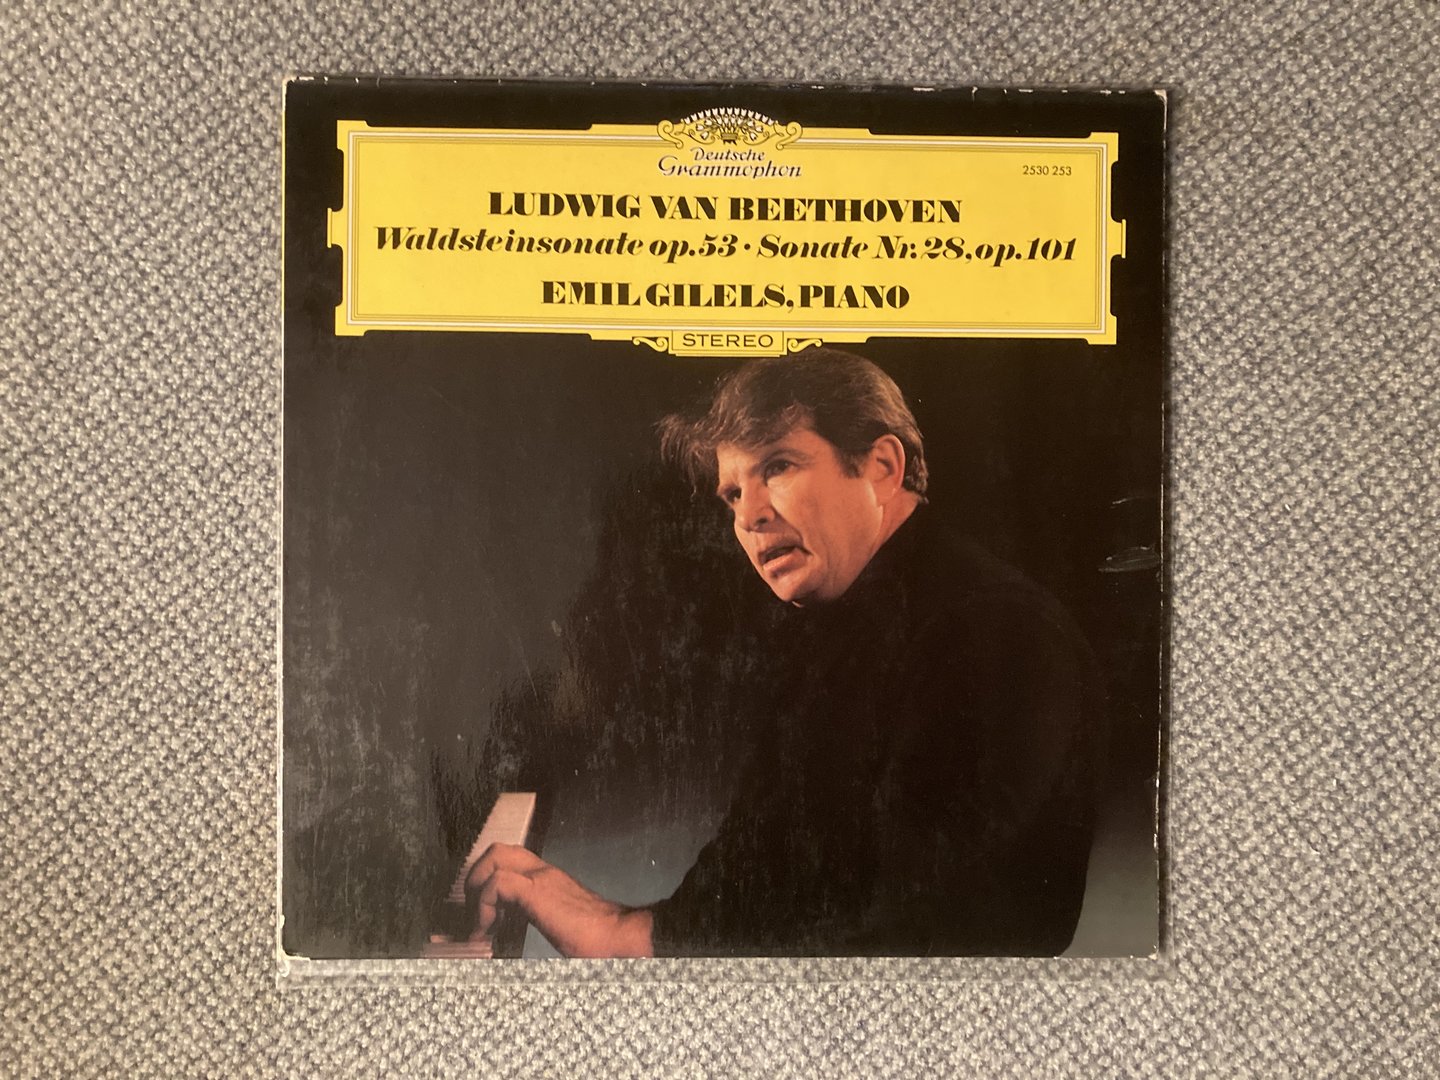 Deutsche
Grammophon
2530 253
LUDWIG VAN BEETHOVEN
Waldsteinsonate op.53 · Sonate Nr.28,op.101
EMIL GILELS, PIANO
STEREO